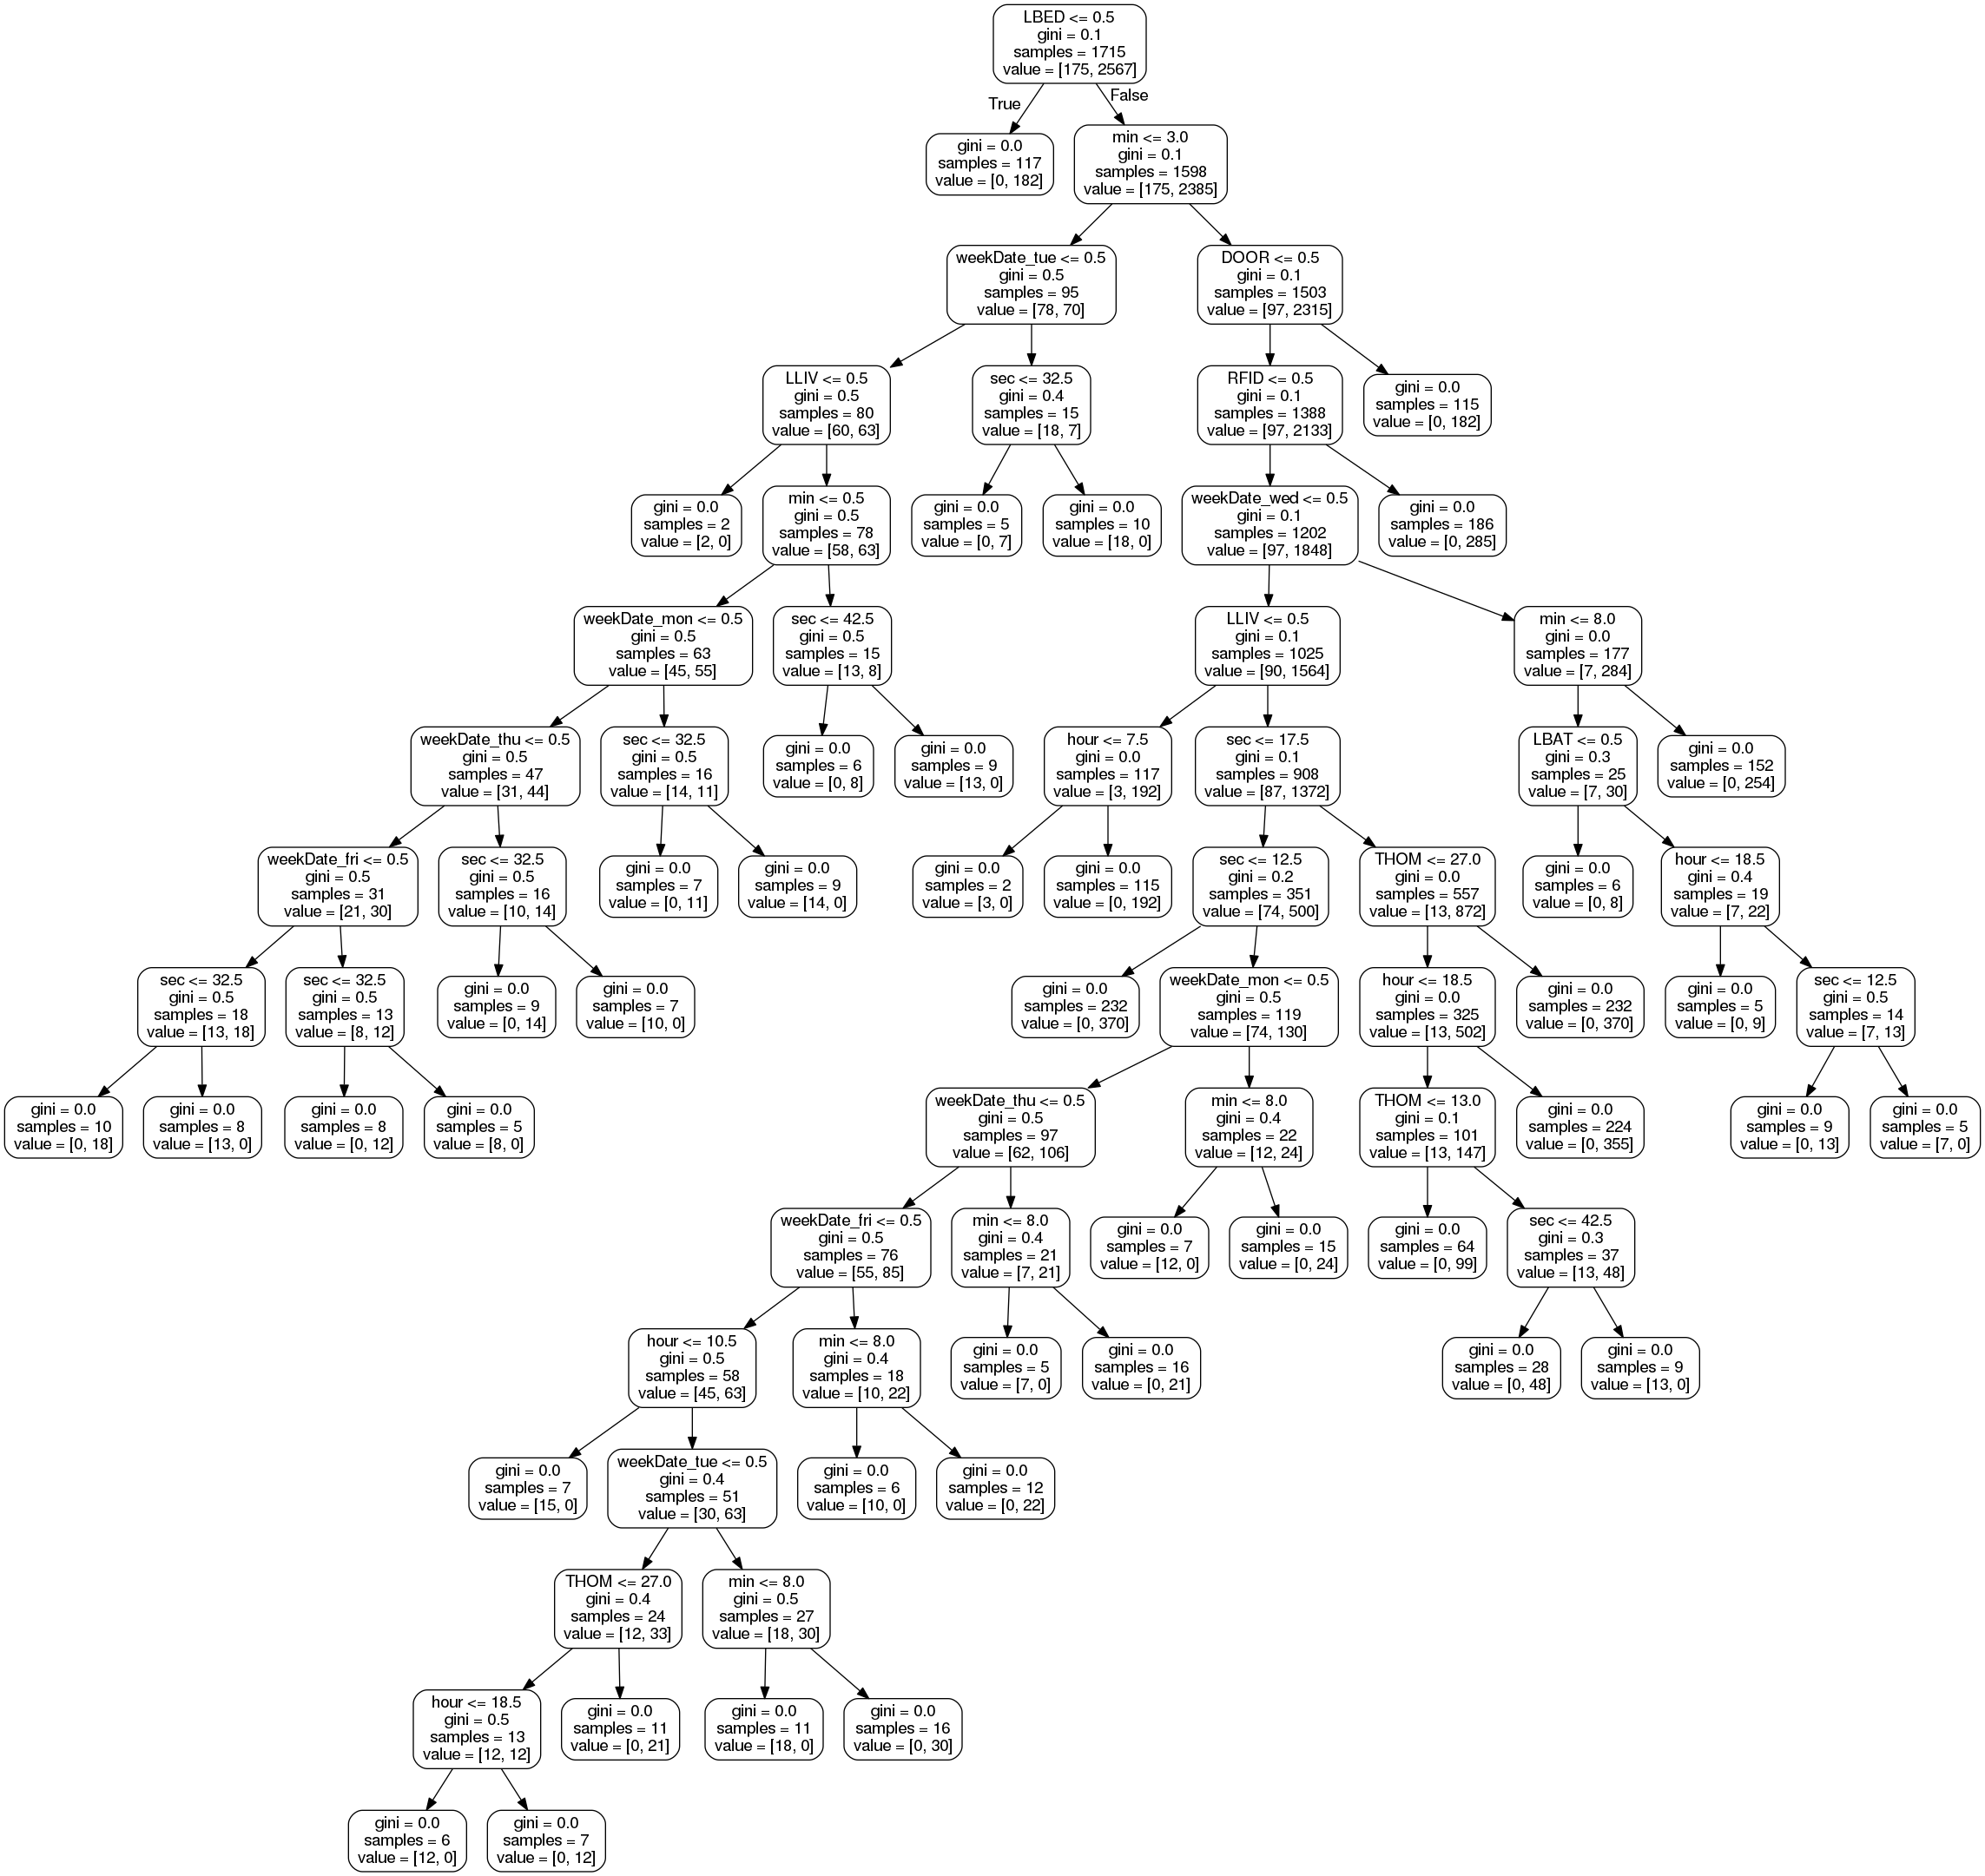 LBED <= 0.5
gini = 0.1
samples = 1715
value = [175, 2567]
True
False
gini = 0.0
samples = 117
value = [0, 182]
min <= 3.0
gini = 0.1
samples = 1598
value = [175, 2385]
weekDate_tue <= 0.5
gini = 0.5
samples = 95
value = [78, 70]
DOOR <= 0.5
gini = 0.1
samples = 1503
value = [97, 2315]
LLIV <= 0.5
gini = 0.5
samples = 80
value = [60, 63]
sec <= 32.5
gini = 0.4
samples = 15
value = [18, 7]
RFID <= 0.5
gini = 0.1
samples = 1388
value = [97, 2133]
gini = 0.0
samples = 115
value = [0, 182]
gini = 0.0
samples = 2
value = [2, 0]
min <= 0.5
gini = 0.5
samples = 78
value = [58, 63]
gini = 0.0
samples = 5
value = [0, 7]
gini = 0.0
samples = 10
value = [18, 0]
weekDate_wed <= 0.5
gini = 0.1
samples = 1202
value = [97, 1848]
gini = 0.0
samples = 186
value = [0, 285]
weekDate_mon <= 0.5
gini = 0.5
samples = 63
value = [45, 55]
sec <= 42.5
gini = 0.5
samples = 15
value = [13, 8]
LLIV <= 0.5
gini = 0.1
samples = 1025
value = [90, 1564]
min <= 8.0
gini = 0.0
samples = 177
value = [7, 284]
weekDate_thu <= 0.5
gini = 0.5
samples = 47
value = [31, 44]
sec <= 32.5
gini = 0.5
samples = 16
value = [14, 11]
gini = 0.0
samples = 6
value = [0, 8]
gini = 0.0
samples = 9
value = [13, 0]
hour <= 7.5
gini = 0.0
samples = 117
value = [3, 192]
sec <= 17.5
gini = 0.1
samples = 908
value = [87, 1372]
LBAT <= 0.5
gini = 0.3
samples = 25
value = [7, 30]
gini = 0.0
samples = 152
value = [0, 254]
weekDate_fri <= 0.5
gini = 0.5
samples = 31
value = [21, 30]
sec <= 32.5
gini = 0.5
samples = 16
value = [10, 14]
gini = 0.0
samples = 7
value = [0, 11]
gini = 0.0
samples = 9
value = [14, 0]
gini = 0.0
samples = 2
value = [3, 0]
gini = 0.0
samples = 115
value = [0, 192]
sec <= 12.5
gini = 0.2
samples = 351
value = [74, 500]
THOM <= 27.0
gini = 0.0
samples = 557
value = [13, 872]
gini = 0.0
samples = 6
value = [0, 8]
hour <= 18.5
gini = 0.4
samples = 19
value = [7, 22]
sec <= 32.5
gini = 0.5
samples = 18
value = [13, 18]
sec <= 32.5
gini = 0.5
samples = 13
value = [8, 12]
gini = 0.0
samples = 9
value = [0, 14]
gini = 0.0
samples = 7
value = [10, 0]
gini = 0.0
samples = 232
value = [0, 370]
weekDate_mon <= 0.5
gini = 0.5
samples = 119
value = [74, 130]
hour <= 18.5
gini = 0.0
samples = 325
value = [13, 502]
gini = 0.0
samples = 232
value = [0, 370]
gini = 0.0
samples = 5
value = [0, 9]
sec <= 12.5
gini = 0.5
samples = 14
value = [7, 13]
gini = 0.0
samples = 10
value = [0, 18]
gini = 0.0
samples = 8
value = [13, 0]
gini = 0.0
samples = 8
value = [0, 12]
gini = 0.0
samples = 5
value = [8, 0]
weekDate_thu <= 0.5
gini = 0.5
samples = 97
value = [62, 106]
min <= 8.0
gini = 0.4
samples = 22
value = [12, 24]
THOM <= 13.0
gini = 0.1
samples = 101
value = [13, 147]
gini = 0.0
samples = 224
value = [0, 355]
gini = 0.0
samples = 9
value = [0, 13]
gini = 0.0
samples = 5
value = [7, 0]
weekDate_fri <= 0.5
gini = 0.5
samples = 76
value = [55, 85]
min <= 8.0
gini = 0.4
samples = 21
value = [7, 21]
gini = 0.0
samples = 7
value = [12, 0]
gini = 0.0
samples = 15
value = [0, 24]
gini = 0.0
samples = 64
value = [0, 99]
sec <= 42.5
gini = 0.3
samples = 37
value = [13, 48]
hour <= 10.5
gini = 0.5
samples = 58
value = [45, 63]
min <= 8.0
gini = 0.4
samples = 18
value = [10, 22]
gini = 0.0
samples = 5
value = [7, 0]
gini = 0.0
samples = 16
value = [0, 21]
gini = 0.0
samples = 28
value = [0, 48]
gini = 0.0
samples = 9
value = [13, 0]
gini = 0.0
samples = 7
value = [15, 0]
weekDate_tue <= 0.5
gini = 0.4
samples = 51
value = [30, 63]
gini = 0.0
samples = 6
value = [10, 0]
gini = 0.0
samples = 12
value = [0, 22]
THOM <= 27.0
gini = 0.4
samples = 24
value = [12, 33]
min <= 8.0
gini = 0.5
samples = 27
value = [18, 30]
hour <= 18.5
gini = 0.5
samples = 13
value = [12, 12]
gini = 0.0
samples = 11
value = [0, 21]
gini = 0.0
samples = 11
value = [18, 0]
gini = 0.0
samples = 16
value = [0, 30]
gini = 0.0
samples = 6
value = [12, 0]
gini = 0.0
samples = 7
value = [0, 12]